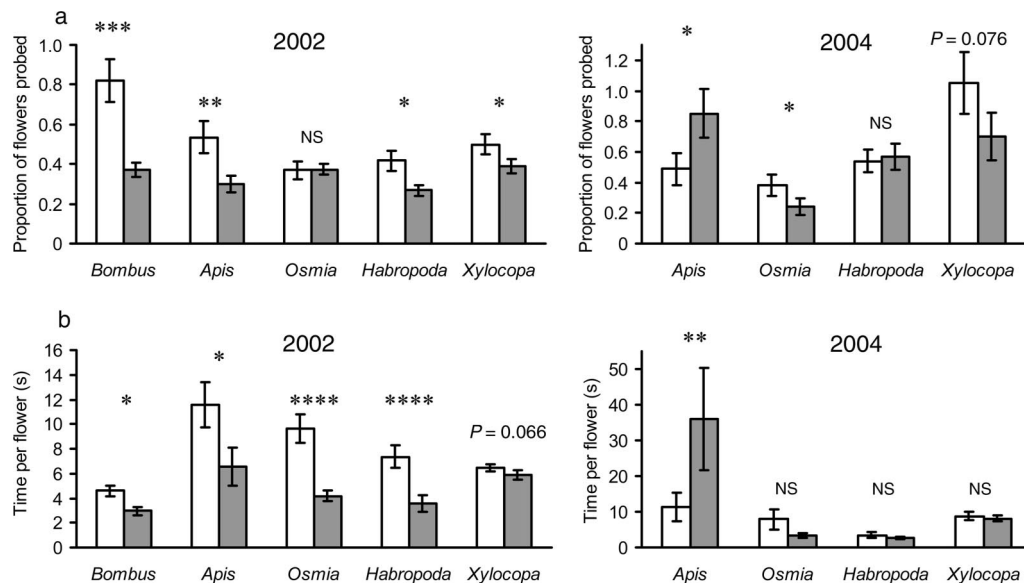 a
***
2002
1.0
0.8
0.6
0.4
0.2
0
Proportion of flowers probed
**
NS
*
*
Bombus
Apis
Osmia
Habropoda
Xylocopa
2004
1.2
1.0
0.8
0.6
0.4
0.2
0
Proportion of flowers probed
*
*
NS
P = 0.076
Apis
Osmia
Habropoda
Xylocopa
b
2002
16
14
12
10
8
6
4
2
0
Time per flower (s)
*
*
****
****
P = 0.066
Bombus
Apis
Osmia
Habropoda
Xylocopa
2004
50
40
30
20
10
0
Time per flower (s)
**
NS
NS
NS
Apis
Osmia
Habropoda
Xylocopa